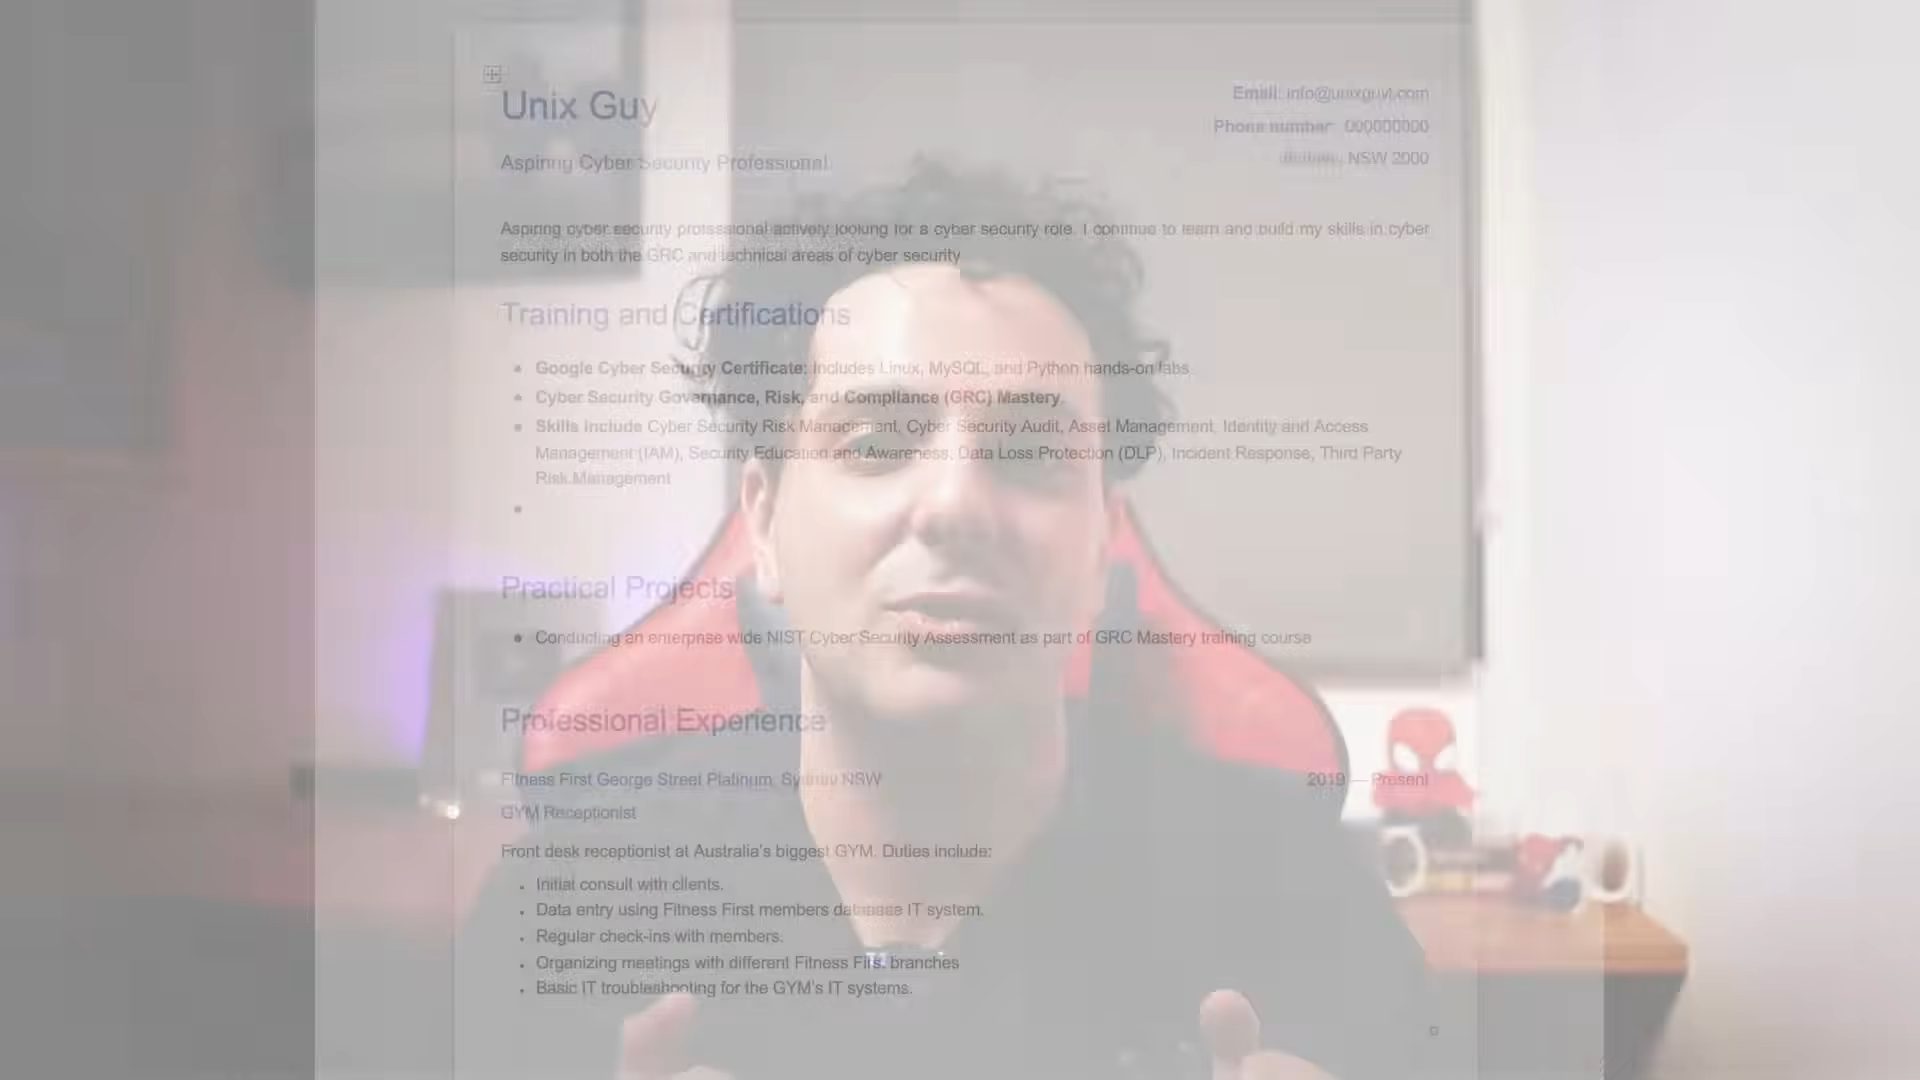 Unix Guy
Email: info@unixguy.com
Phone number: 000000000
Aspiring Cyber Security Professional
NSW 2000
Aspiring cyber security professional actively looking for a cyber security role. I continue to learn and build my skills in cyber
security in both the GRC and technical areas of cyber security
Training and Certifications
Google Cyber Security Certificate: Includes Linux, MySQL, and Python hands-on labs.
Cyber Security Governance, Risk, and Compliance (GRC) Mastery.
Skills Include Cyber Security Risk Management, Cyber Security Audit, Asset Management, Identity and Access
Management (IAM), Security Education and Awareness, Data Loss Protection (DLP), Incident Response, Third Party
Risk Management
Practical Projects
Conducting an enterprise wide NIST Cyber Security Assessment as part of GRC Mastery training course
Professional Experience
Fitness First George Street Platinum, Sydney NSW
2019 — Present
GYM Receptionist
Front desk receptionist at Australia's biggest GYM. Duties include:
Initial consult with clients.
Data entry using Fitness First members database IT system.
Regular check-ins with members.
Organizing meetings with different Fitness First branches
Basic IT troubleshooting for the GYM's IT systems.